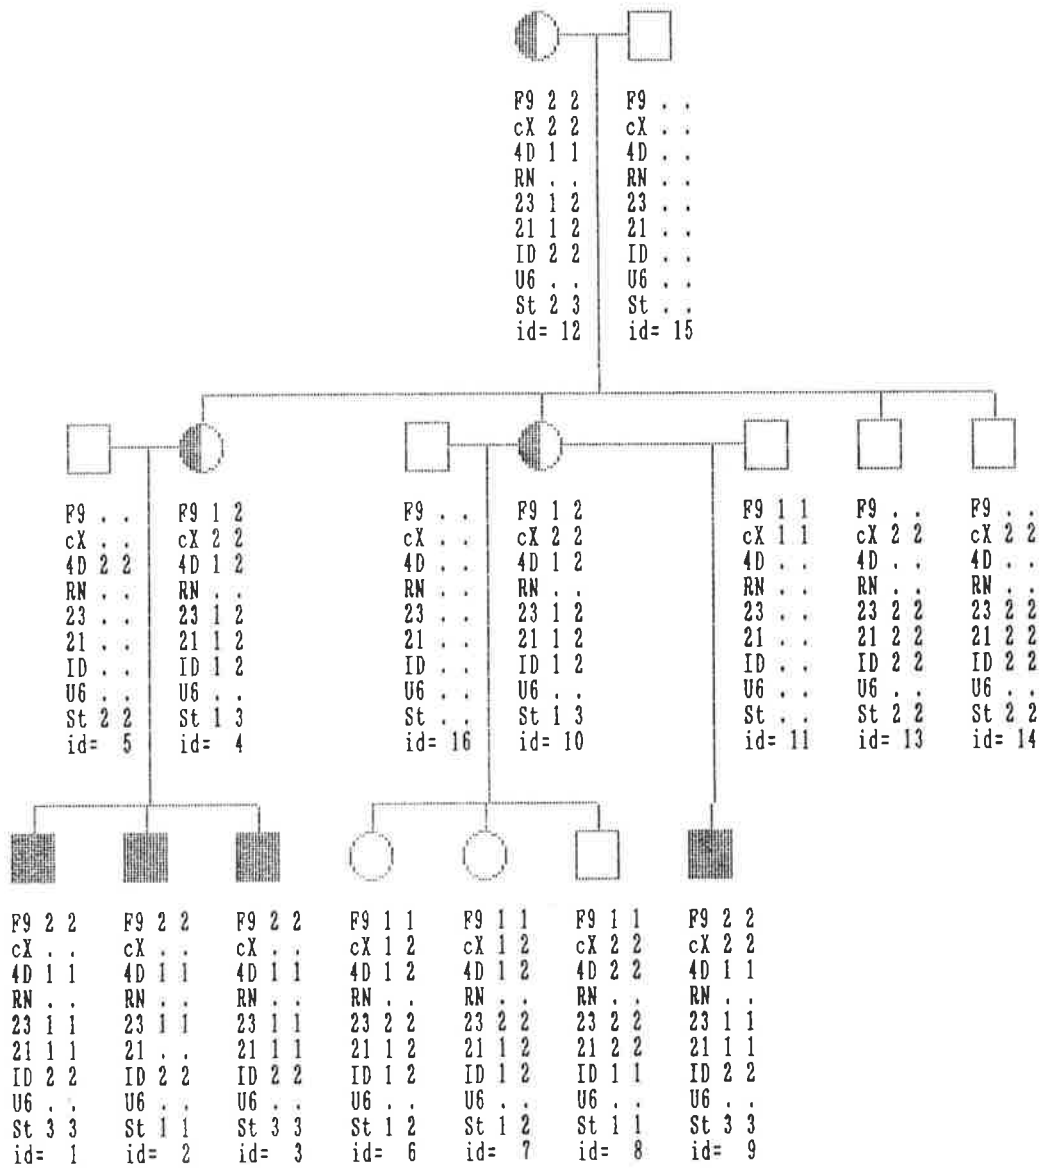 F9 2 2 F9 . .
cX 2 2 cX . .
4D 1 1 4D . .
RN . . RN . .
23 1 2 23 . .
21 1 2 21 . .
ID 2 2 ID . .
U6 . . U6 . .
St 2 3 St . .
id= 12 id= 15
F9 . . F9 1 2 F9 . . F9 1 2 F9 1 1 F9 . . F9 . .
cX . . cX 2 2 cX . . cX 2 2 cX 1 1 cX 2 2 cX 2 2
4D 2 2 4D 1 2 4D . . 4D 1 2 4D . . 4D . . 4D . .
RN . . RN . . RN . . RN . . RN . . RN . . RN . .
23 . . 23 1 2 23 . . 23 1 2 23 . . 23 2 2 23 2 2
21 . . 21 1 2 21 . . 21 1 2 21 . . 21 2 2 21 2 2
ID . . ID 1 2 ID . . ID 1 2 ID . . ID 2 2 ID 2 2
U6 . . U6 . . U6 . . U6 . . U6 . . U6 . . U6 . .
St 2 2 St 1 3 St . . St 1 3 St . . St 2 2 St 2 2
id= 5 id= 4 id= 16 id= 10 id= 11 id= 13 id= 14
F9 2 2 F9 2 2 F9 2 2 F9 1 1 F9 1 1 F9 1 1 F9 2 2
cX . . cX . . cX . . cX 1 2 cX 1 2 cX 2 2 cX 2 2
4D 1 1 4D 1 1 4D 1 1 4D 1 2 4D 1 2 4D 2 2 4D 1 1
RN . . RN . . RN . . RN . . RN . . RN . . RN . .
23 1 1 23 1 1 23 1 1 23 2 2 23 2 2 23 2 2 23 1 1
21 1 1 21 . . 21 1 1 21 1 2 21 1 2 21 2 2 21 1 1
ID 2 2 ID 2 2 ID 2 2 ID 1 2 ID 1 2 ID 1 1 ID 2 2
U6 . . U6 . . U6 . . U6 . . U6 . . U6 . . U6 . .
St 3 3 St 1 1 St 3 3 St 1 2 St 1 2 St 1 1 St 3 3
id= 1 id= 2 id= 3 id= 6 id= 7 id= 8 id= 9